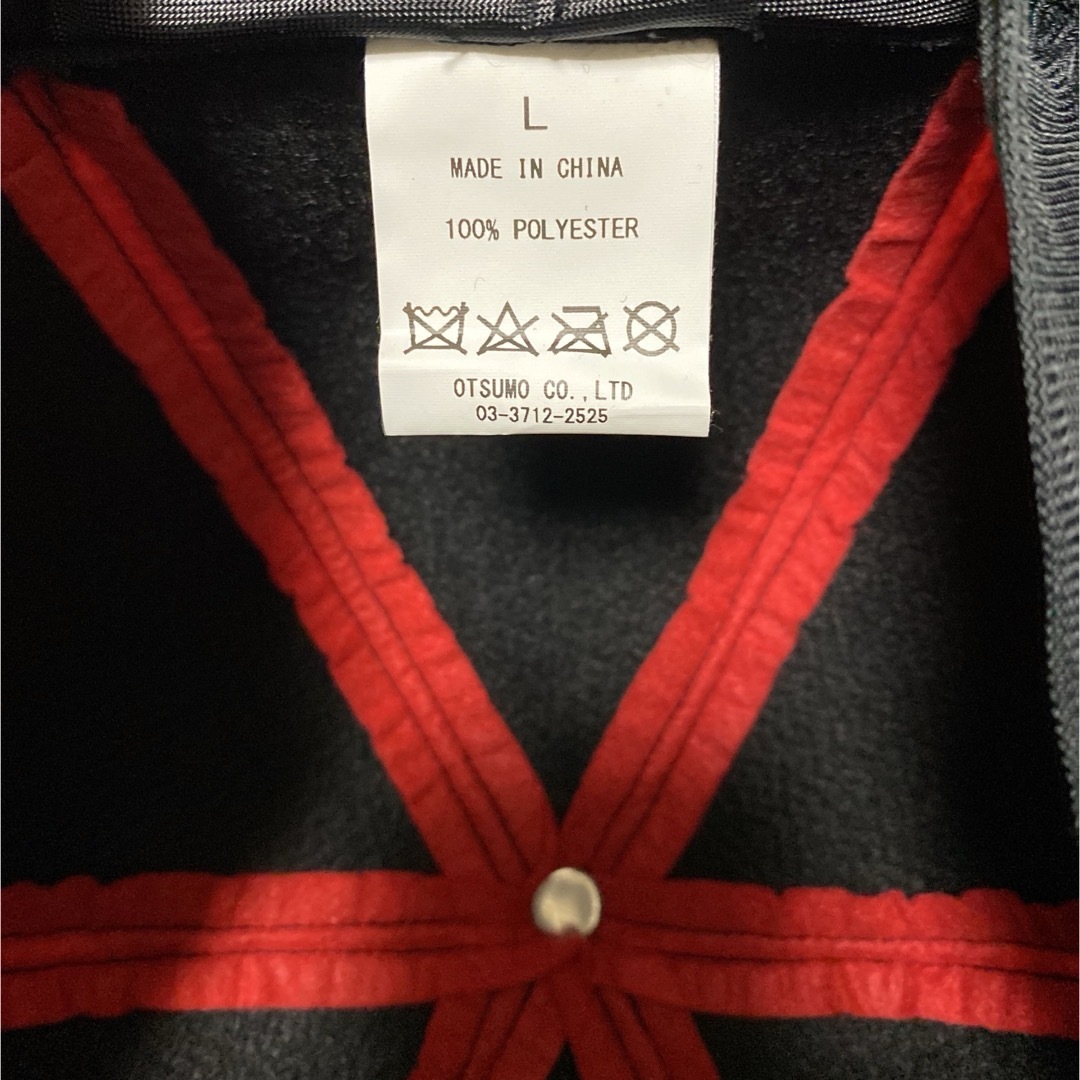 L
MADE IN CHINA
100% POLYESTER
OTSUMO CO.,LTD
03-3712-2525